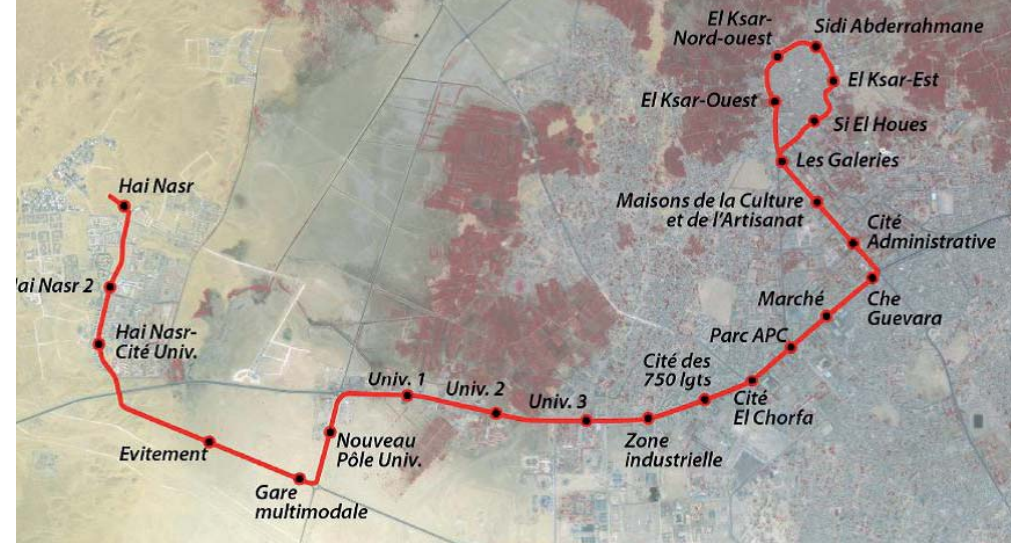 El Ksar-
Nord-ouest
Sidi Abderrahmane
El Ksar-Est
El Ksar-Ouest
Si El Houes
Les Galeries
Maisons de la Culture
et de l'Artisanat
Cité
Administrative
Che
Guevara
Marché
Parc APC
Cité des
750 lgts
Cité
El Chorfa
Zone
industrielle
Univ. 3
Univ. 2
Univ. 1
Nouveau
Pôle Univ.
Gare
multimodale
Evitement
Hai Nasr-
Cité Univ.
ai Nasr 2
Hai Nasr